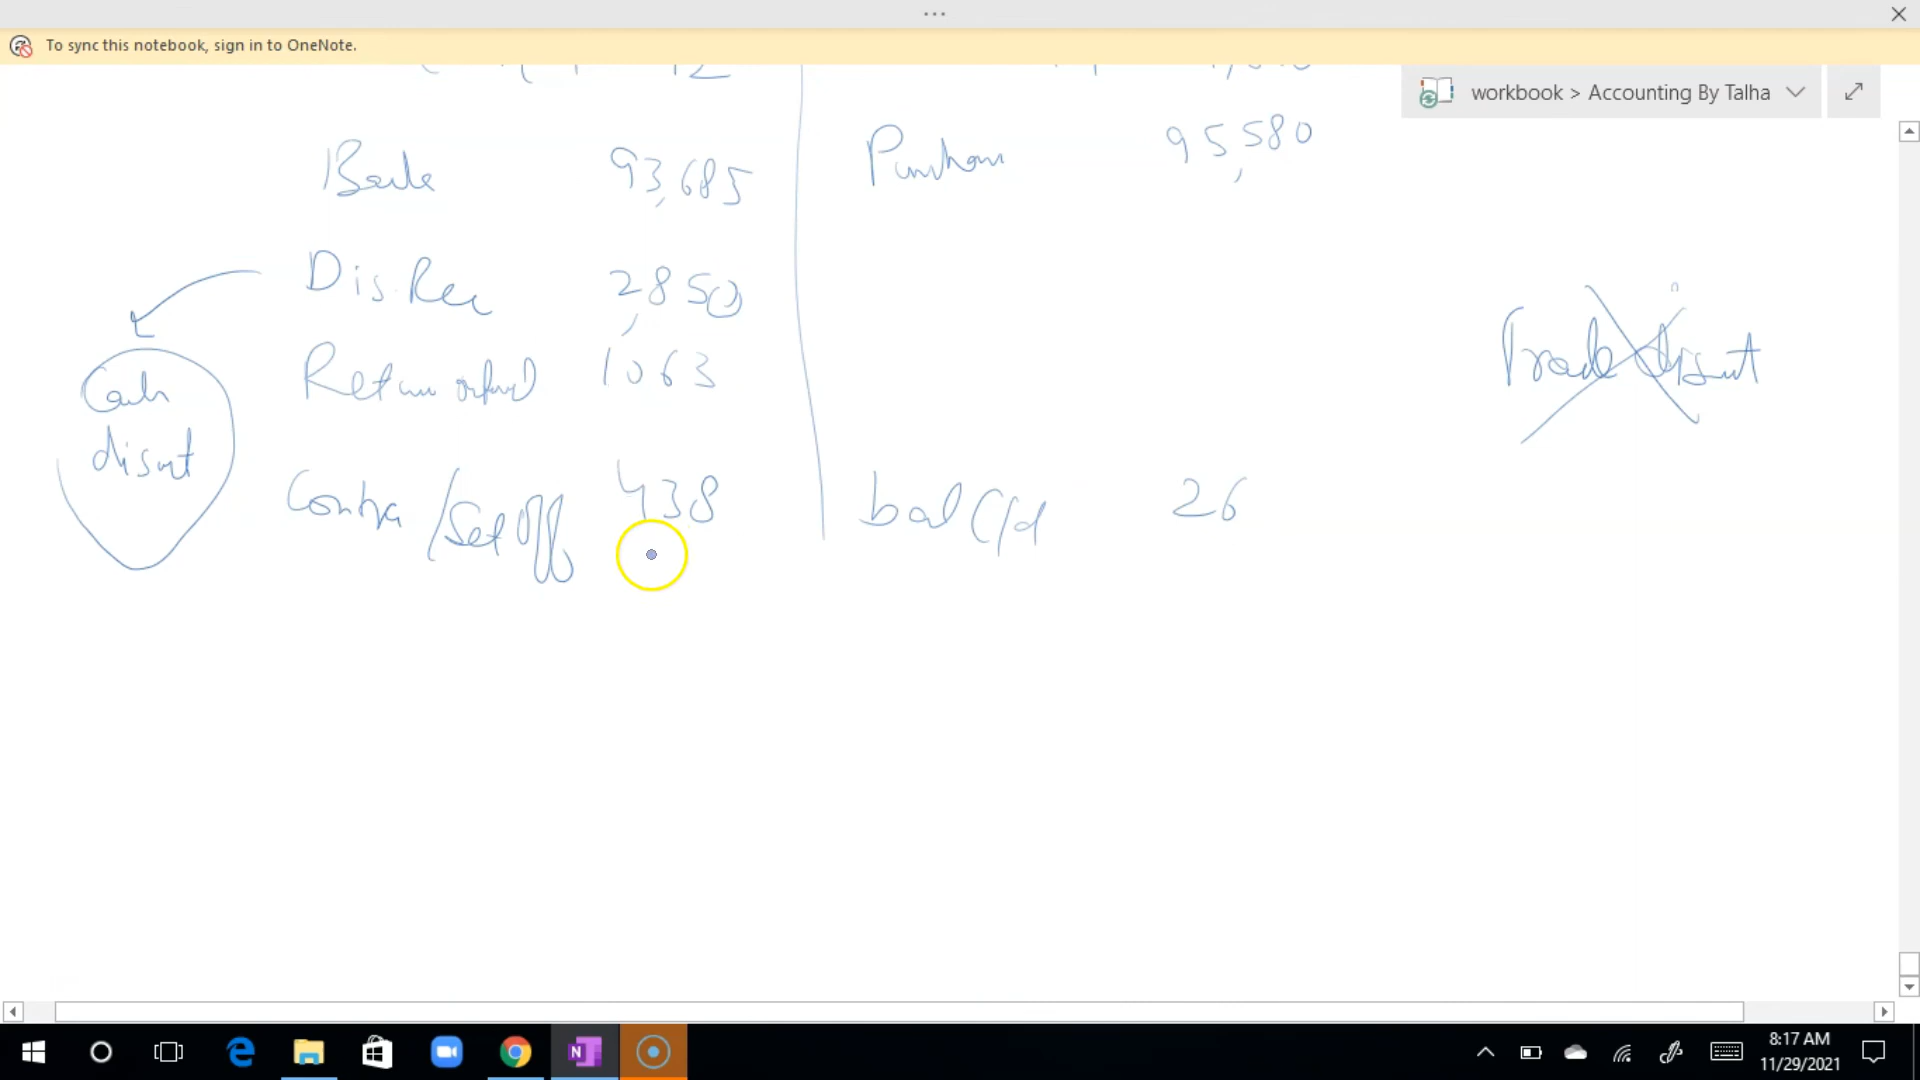 To sync this notebook, sign in to OneNote.
workbook > Accounting By Talha
Bank 93,685
Purchases 95,580
Dis. Rec 2,850
Return outward 1063
Trade discount
Cash
discount
Contra /Set Off 438
bal C/d 26
8:17 AM
11/29/2021